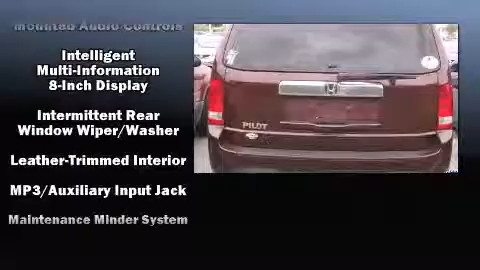 Mounted Audio Controls
Intelligent
Multi-Information
8-Inch Display
Intermittent Rear
Window Wiper/Washer
Leather-Trimmed Interior
MP3/Auxiliary Input Jack
Maintenance Minder System
PILOT